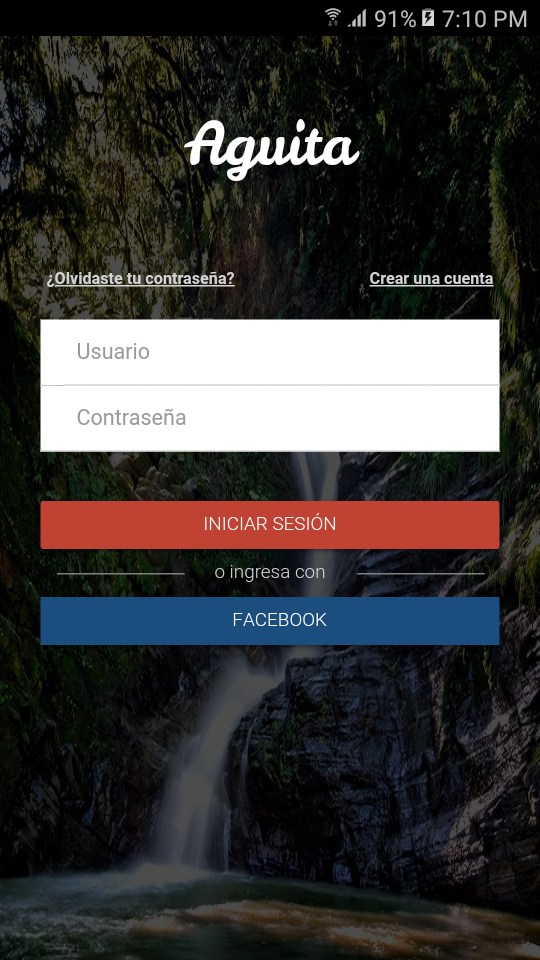 91% 7:10 PM
Aguita
¿Olvidaste tu contraseña? Crear una cuenta
Usuario
Contraseña
INICIAR SESIÓN
o ingresa con
FACEBOOK